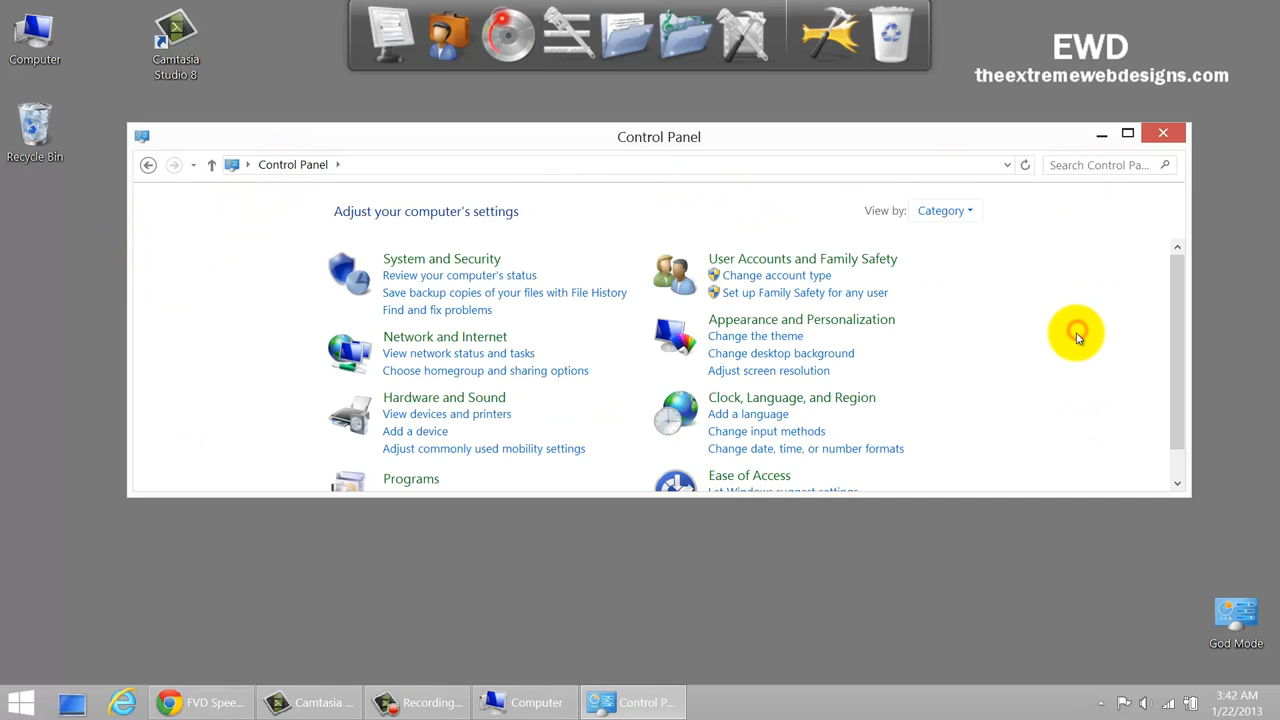 Computer
Camtasia
Studio 8
Recycle Bin
EWD
theextremewebdesigns.com
Control Panel
Control Panel
Search Control Pa...
Adjust your computer's settings
View by:
Category
System and Security
Review your computer's status
Save backup copies of your files with File History
Find and fix problems
Network and Internet
View network status and tasks
Choose homegroup and sharing options
Hardware and Sound
View devices and printers
Add a device
Adjust commonly used mobility settings
Programs
User Accounts and Family Safety
Change account type
Set up Family Safety for any user
Appearance and Personalization
Change the theme
Change desktop background
Adjust screen resolution
Clock, Language, and Region
Add a language
Change input methods
Change date, time, or number formats
Ease of Access
Let Windows suggest settings
God Mode
FVD Spee...
Camtasia ...
Recording...
Computer
Control P...
3:42 AM
1/22/2013